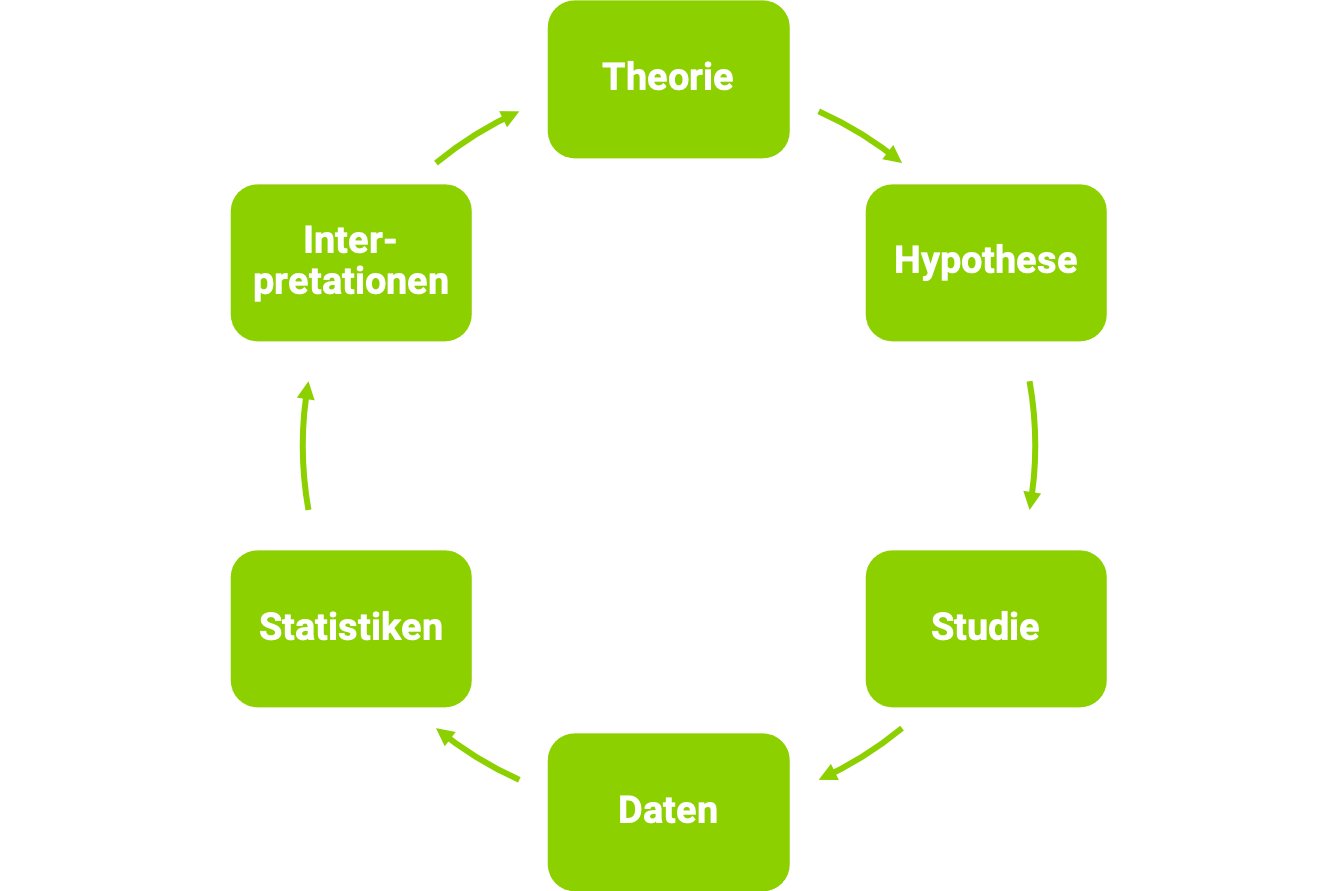 Theorie
Hypothese
Studie
Daten
Statistiken
Inter-
pretationen